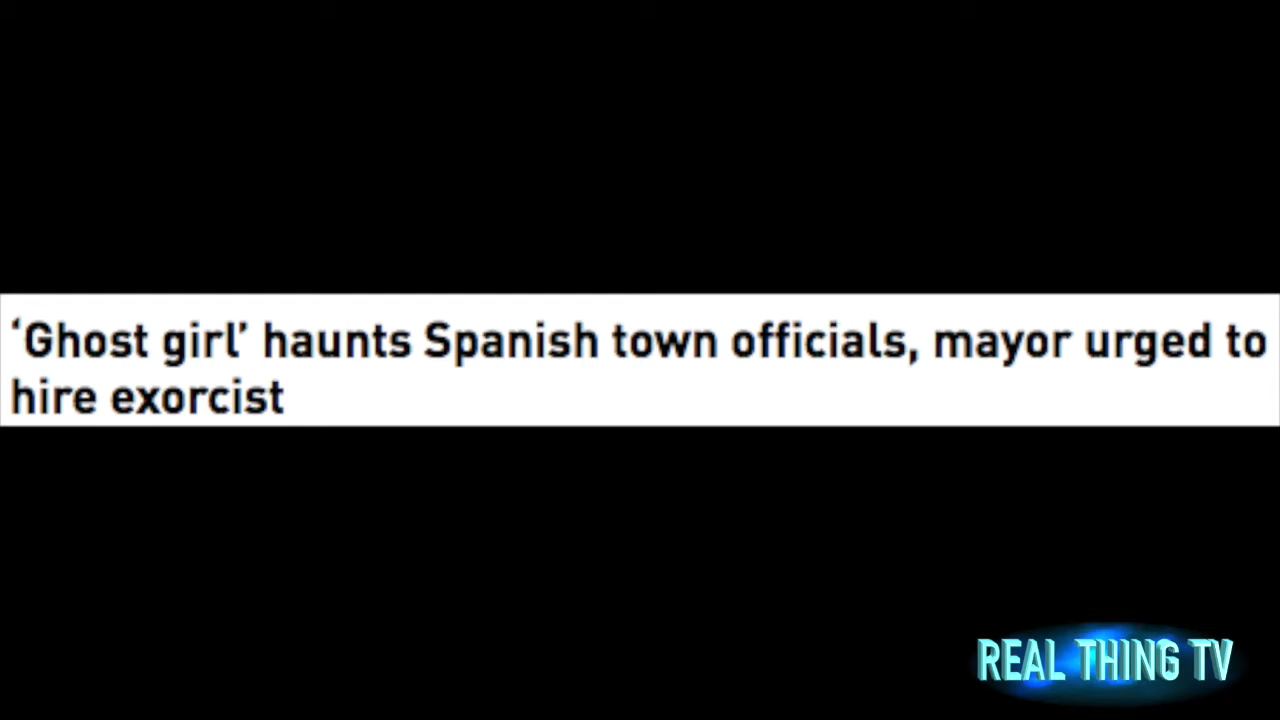 ‘Ghost girl’ haunts Spanish town officials, mayor urged to
hire exorcist
REAL THING TV